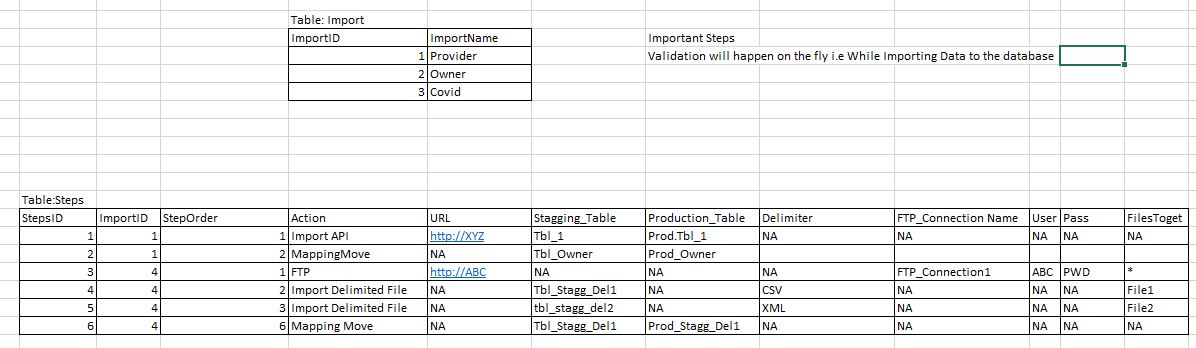 Table: Import
ImportID ImportName Important Steps
1 Provider Validation will happen on the fly i.e While Importing Data to the database
2 Owner
3 Covid
Table:Steps
StepsID ImportID StepOrder Action URL Stagging_Table Production_Table Delimiter FTP_Connection Name User Pass FilesToget
1 1 1 Import API http://XYZ Tbl_1 Prod.Tbl_1 NA NA NA NA NA
2 1 2 MappingMove NA Tbl_Owner Prod_Owner
3 4 1 FTP http://ABC NA NA NA FTP_Connection1 ABC PWD *
4 4 2 Import Delimited File NA Tbl_Stagg_Del1 NA CSV NA NA NA File1
5 4 3 Import Delimited File NA tbl_stagg_del2 NA XML NA NA NA File2
6 4 6 Mapping Move NA Tbl_Stagg_Del1 Prod_Stagg_Del1 NA NA NA NA NA